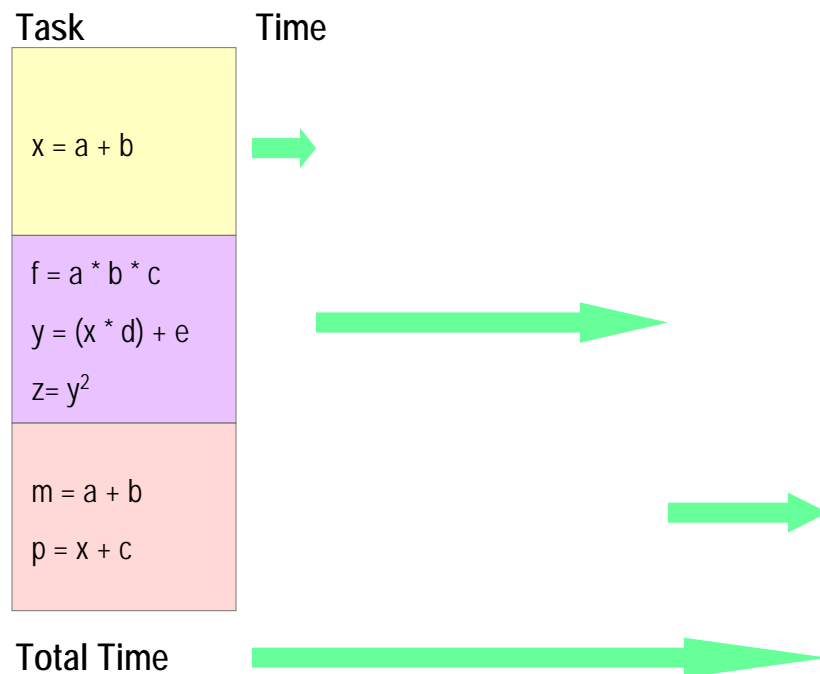 Task Time
x = a + b
f = a * b * c
y = (x * d) + e
z= y²
m = a + b
p = x + c
Total Time